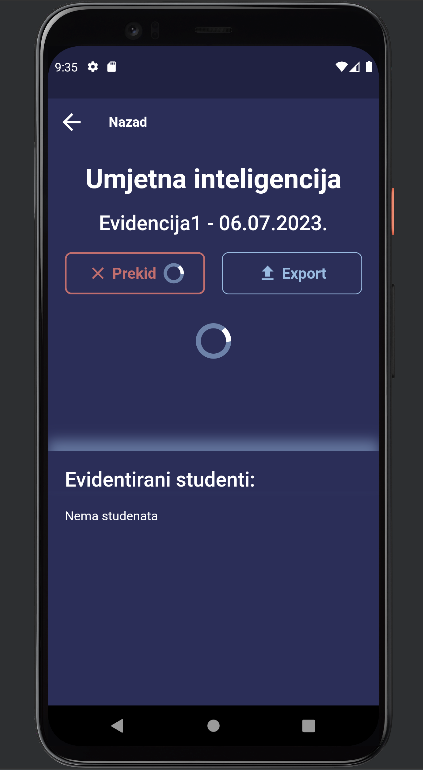 9:35
Nazad
Umjetna inteligencija
Evidencija1 - 06.07.2023.
Prekid
Export
Evidentirani studenti:
Nema studenata